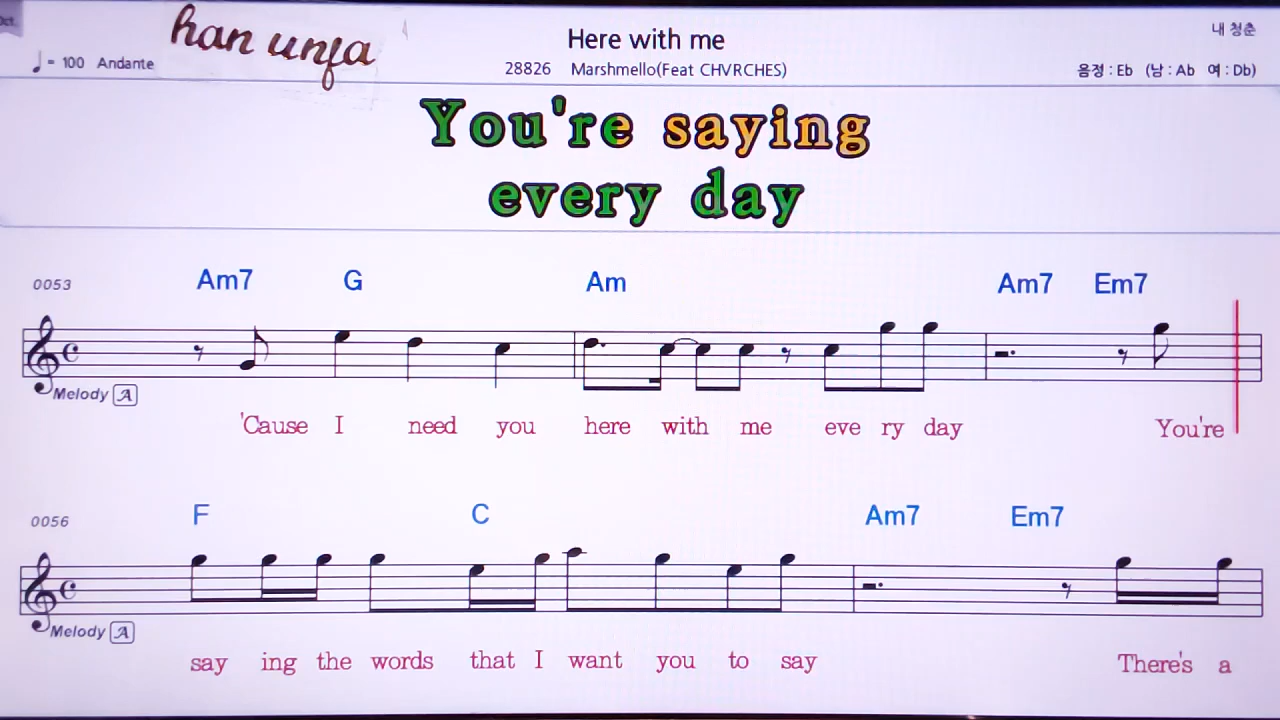 Oct.
han unfa
Here with me
내 청춘
♩= 100 Andante
28826 Marshmello(Feat CHVRCHES)
음정 : Eb (남 : Ab 여 : Db)
You're saying
every day
0053 Am7 G Am Am7 Em7
Melody A
'Cause I need you here with me eve ry day You're
0056 F C Am7 Em7
Melody A
say ing the words that I want you to say There's a